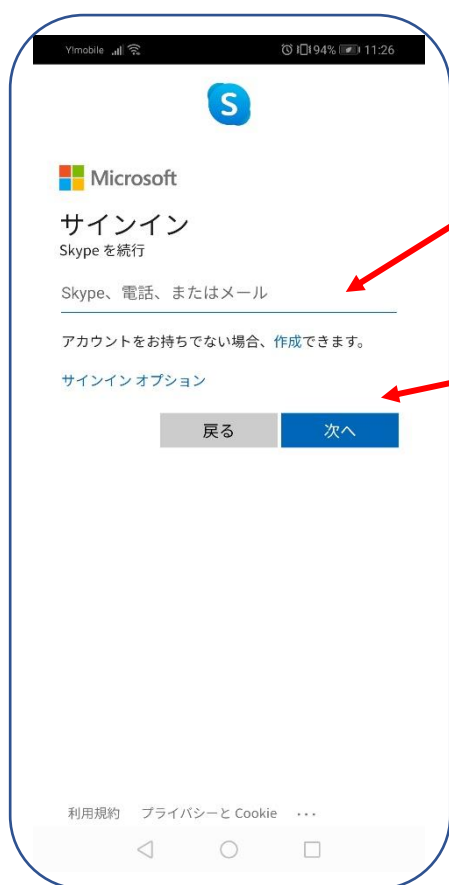 Y!mobile 94% 11:26
S
Microsoft
サインイン
Skype を続行
Skype、電話、またはメール
アカウントをお持ちでない場合、作成できます。
サインイン オプション
戻る 次へ
利用規約 プライバシーと Cookie ...